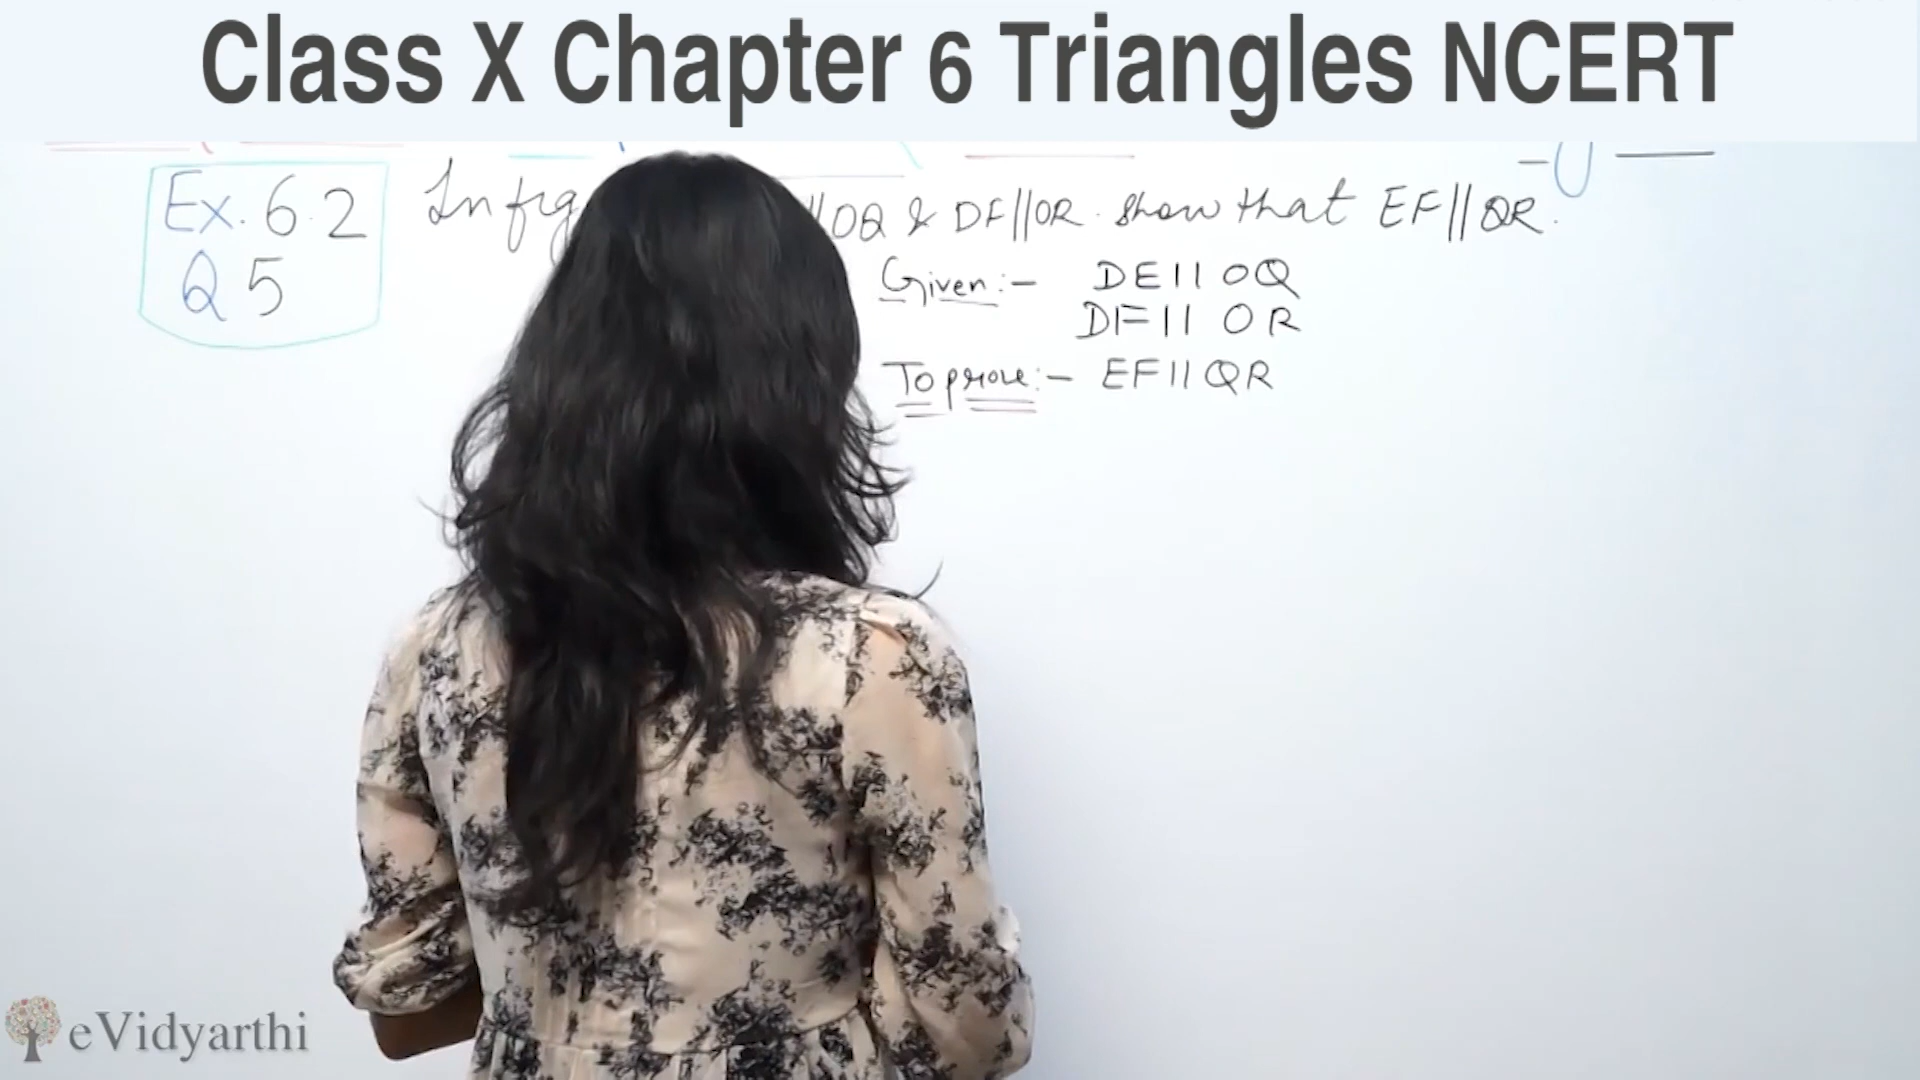 Class X Chapter 6 Triangles NCERT
Ex. 6.2
Q 5
In fig || OQ & DF || OR. Show that EF || QR.
Given :- DE || OQ
DF || OR
To prove :- EF || QR
eVidyarthi